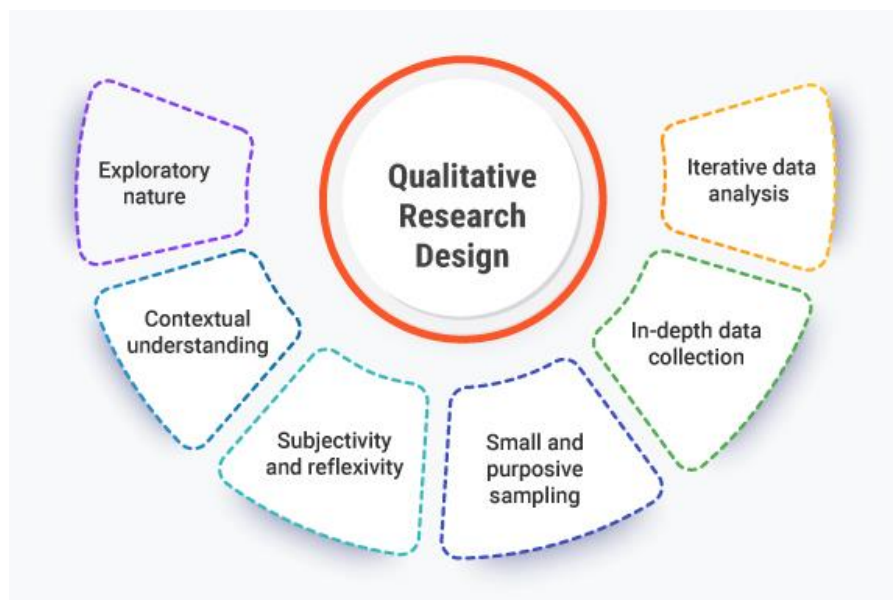 Qualitative
Research
Design
Exploratory
nature
Contextual
understanding
Subjectivity
and reflexivity
Small and
purposive
sampling
In-depth data
collection
Iterative data
analysis